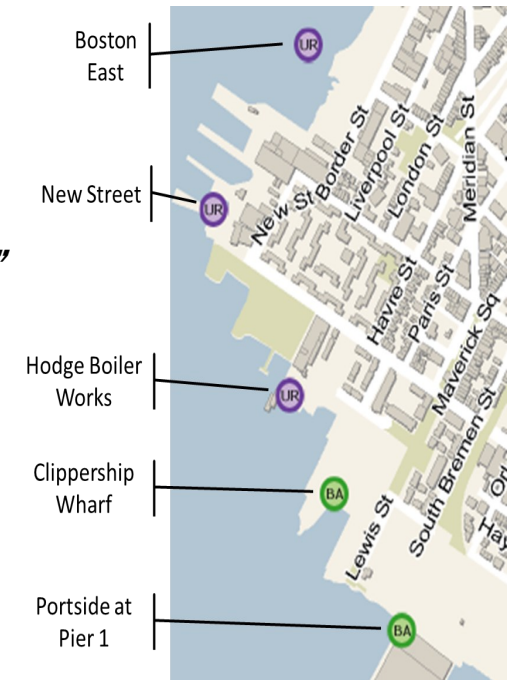 Boston
East
UR
New Street
UR
”
Hodge Boiler
Works
UR
Clippership
Wharf
BA
Portside at
Pier 1
BA
New St
Border St
Liverpool St
London St
Meridian St
Havre St
Paris St
Maverick Sq
South Bremen St
Lewis St